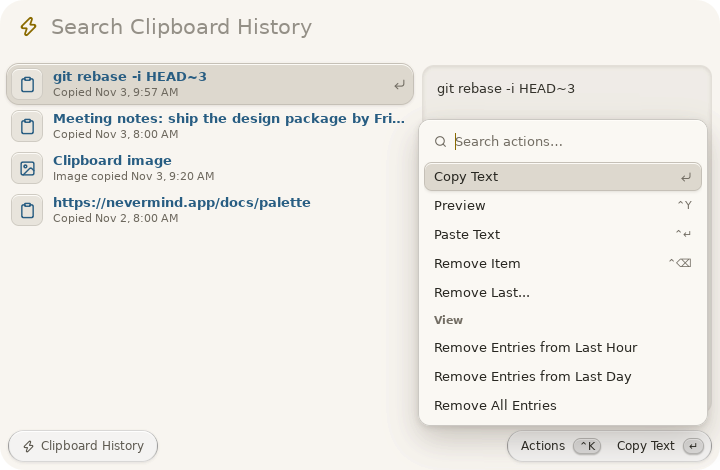 Search Clipboard History
git rebase -i HEAD~3
Copied Nov 3, 9:57 AM
Meeting notes: ship the design package by Fri...
Copied Nov 3, 8:00 AM
Clipboard image
Image copied Nov 3, 9:20 AM
https://nevermind.app/docs/palette
Copied Nov 2, 8:00 AM
git rebase -i HEAD~3
Search actions...
Copy Text ↵
Preview ⌃Y
Paste Text ⌃↵
Remove Item ⌃⌫
Remove Last...
View
Remove Entries from Last Hour
Remove Entries from Last Day
Remove All Entries
Clipboard History
Actions ⌃K Copy Text ↵